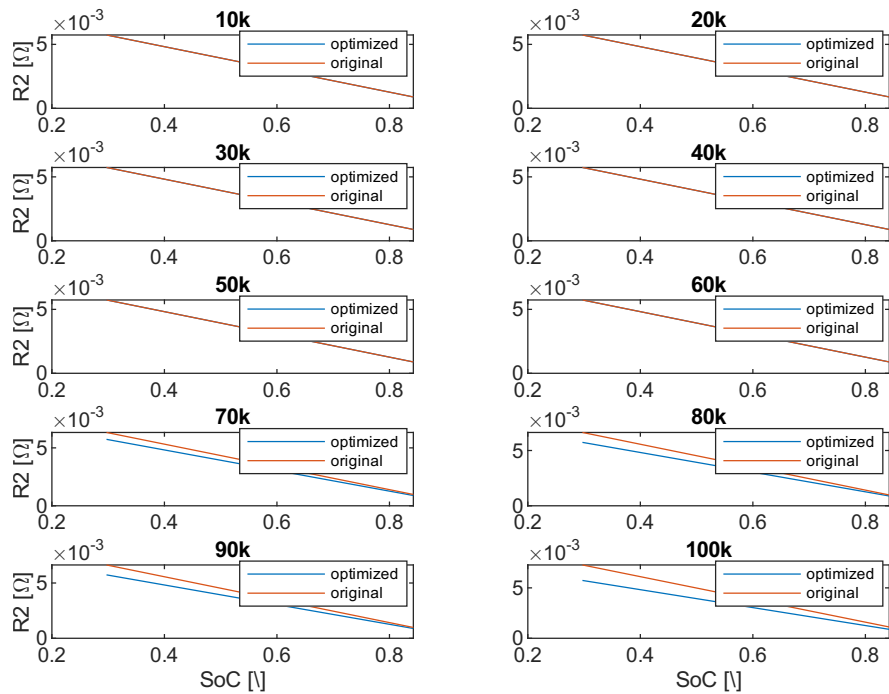 ×10⁻³ 10k
5
0
R2 [Ω]
optimized
original
0.2 0.4 0.6 0.8
×10⁻³ 20k
5
0
optimized
original
0.2 0.4 0.6 0.8
×10⁻³ 30k
5
0
R2 [Ω]
optimized
original
0.2 0.4 0.6 0.8
×10⁻³ 40k
5
0
optimized
original
0.2 0.4 0.6 0.8
×10⁻³ 50k
5
0
R2 [Ω]
optimized
original
0.2 0.4 0.6 0.8
×10⁻³ 60k
5
0
optimized
original
0.2 0.4 0.6 0.8
×10⁻³ 70k
5
0
R2 [Ω]
optimized
original
0.2 0.4 0.6 0.8
×10⁻³ 80k
5
0
optimized
original
0.2 0.4 0.6 0.8
×10⁻³ 90k
5
0
R2 [Ω]
optimized
original
0.2 0.4 0.6 0.8
SoC [\]
×10⁻³ 100k
5
0
optimized
original
0.2 0.4 0.6 0.8
SoC [\]